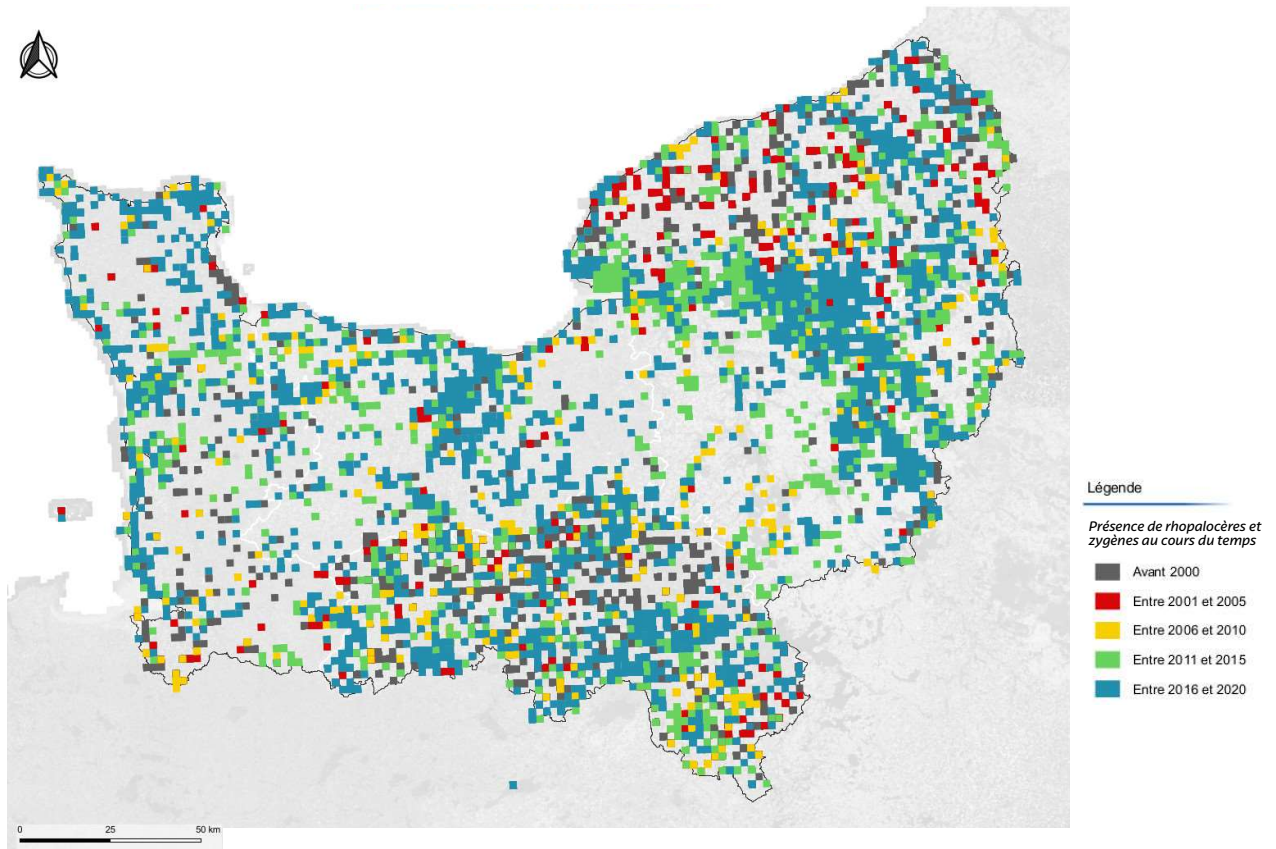 Légende
Présence de rhopalocères et
zygènes au cours du temps
Avant 2000
Entre 2001 et 2005
Entre 2006 et 2010
Entre 2011 et 2015
Entre 2016 et 2020
0 25 50 km